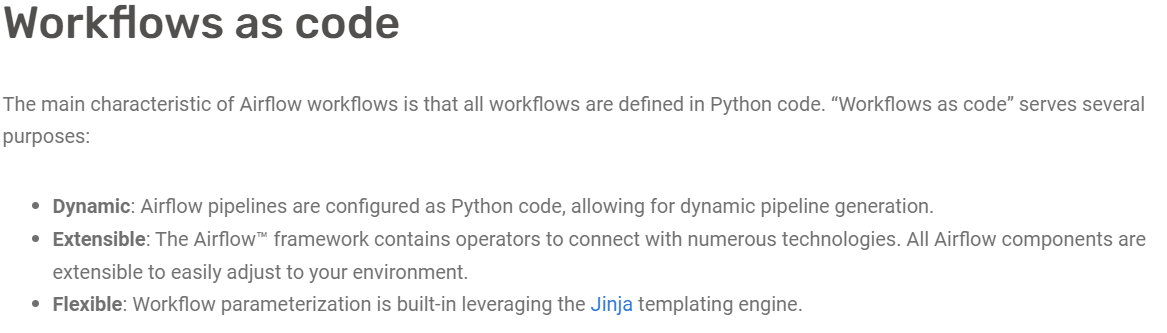 Workflows as code
The main characteristic of Airflow workflows is that all workflows are defined in Python code. “Workflows as code” serves several
purposes:
• Dynamic: Airflow pipelines are configured as Python code, allowing for dynamic pipeline generation.
• Extensible: The Airflow™ framework contains operators to connect with numerous technologies. All Airflow components are
extensible to easily adjust to your environment.
• Flexible: Workflow parameterization is built-in leveraging the Jinja templating engine.